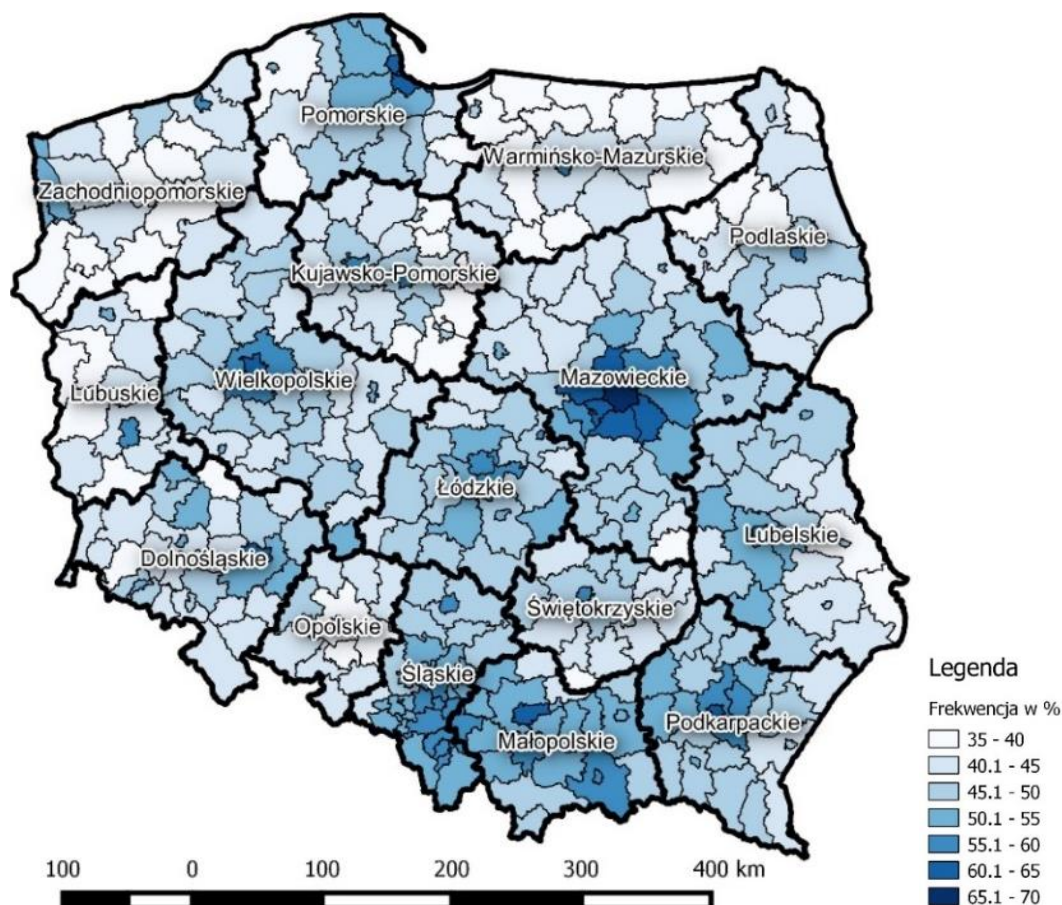 Pomorskie
Warmińsko-Mazurskie
Zachodniopomorskie
Podlaskie
Kujawsko-Pomorskie
Wielkopolskie
Mazowieckie
Lubuskie
Łódzkie
Lubelskie
Dolnośląskie
Świętokrzyskie
Opolskie
Śląskie
Małopolskie
Podkarpackie
Legenda
Frekwencja w %
35 - 40
40.1 - 45
45.1 - 50
50.1 - 55
55.1 - 60
60.1 - 65
65.1 - 70
100 0 100 200 300 400 km